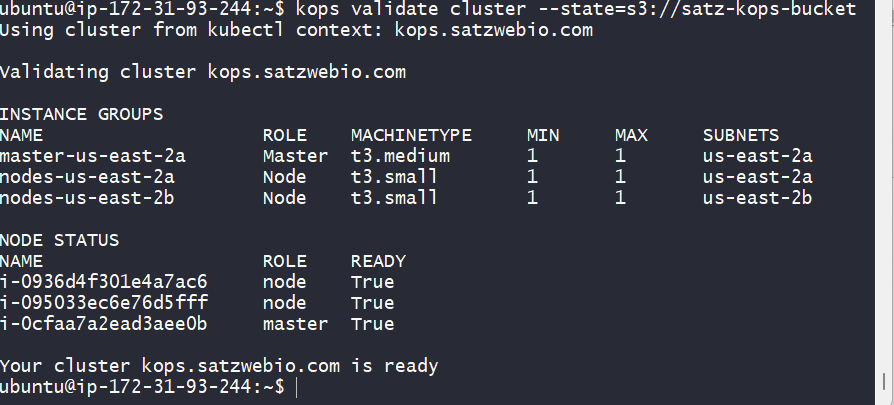 ubuntu@ip-172-31-93-244:~$ kops validate cluster --state=s3://satz-kops-bucket
Using cluster from kubectl context: kops.satzwebio.com
Validating cluster kops.satzwebio.com
INSTANCE GROUPS
NAME ROLE MACHINETYPE MIN MAX SUBNETS
master-us-east-2a Master t3.medium 1 1 us-east-2a
nodes-us-east-2a Node t3.small 1 1 us-east-2a
nodes-us-east-2b Node t3.small 1 1 us-east-2b
NODE STATUS
NAME ROLE READY
i-0936d4f301e4a7ac6 node True
i-095033ec6e76d5fff node True
i-0cfaa7a2ead3aee0b master True
Your cluster kops.satzwebio.com is ready
ubuntu@ip-172-31-93-244:~$